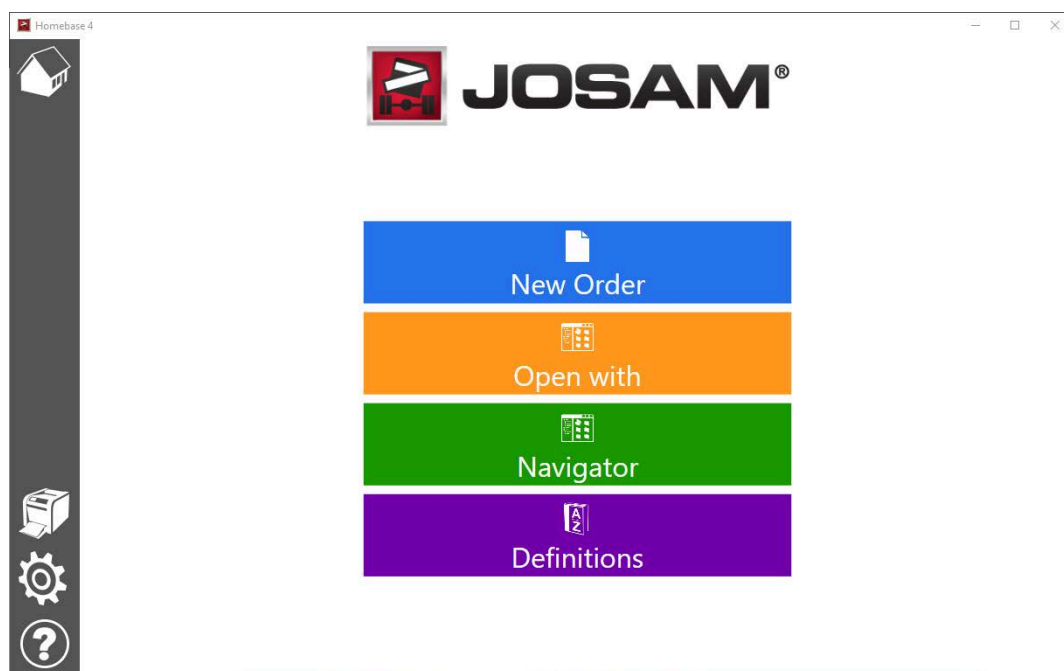 Homebase 4
JOSAM®
New Order
Open with
Navigator
A
Z
Definitions
?